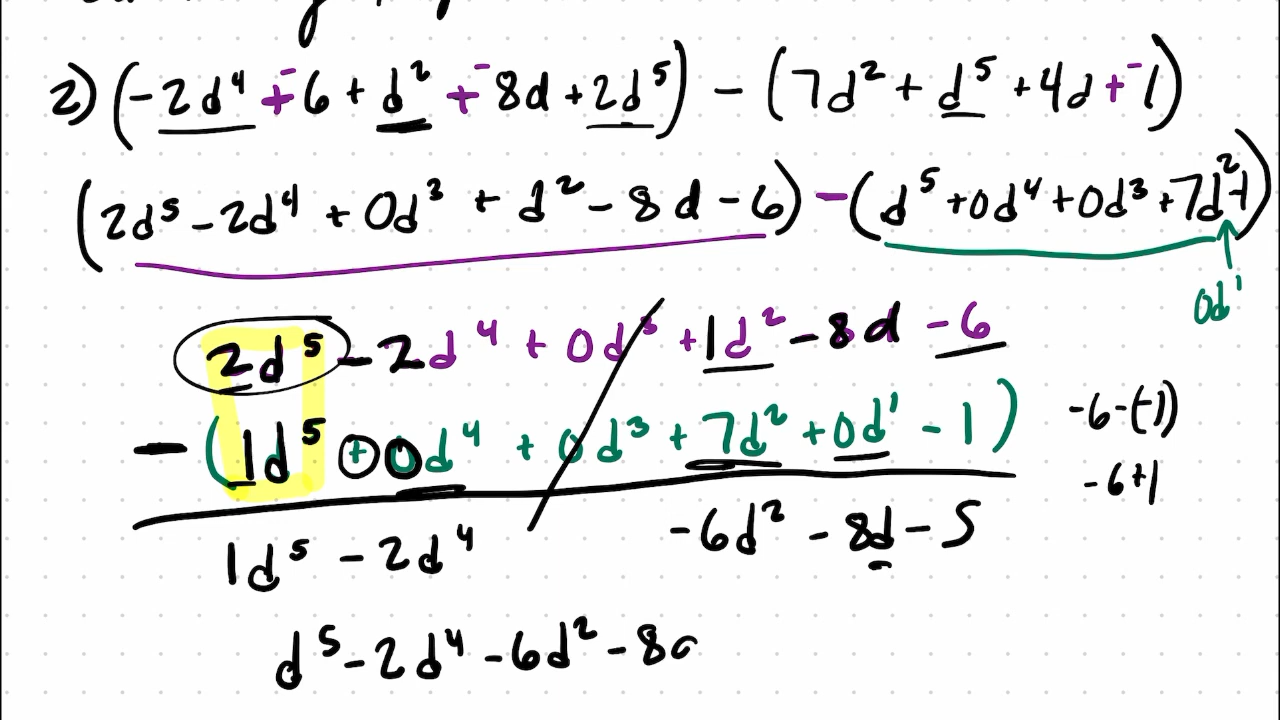 2) (-2d⁴ +⁻6 + d² +⁻8d + 2d⁵) - (7d² + d⁵ + 4d +⁻1)
(2d⁵ - 2d⁴ + 0d³ + d² - 8d - 6) - (d⁵ + 0d⁴ + 0d³ + 7d² -1)
0d¹
2d⁵ - 2d⁴ + 0d³ + 1d² - 8d - 6
- (1d⁵ + 0d⁴ + 0d³ + 7d² + 0d¹ - 1)
-6-(-1)
-6+1
1d⁵ - 2d⁴ -6d² - 8d - 5
d⁵ - 2d⁴ - 6d² - 8